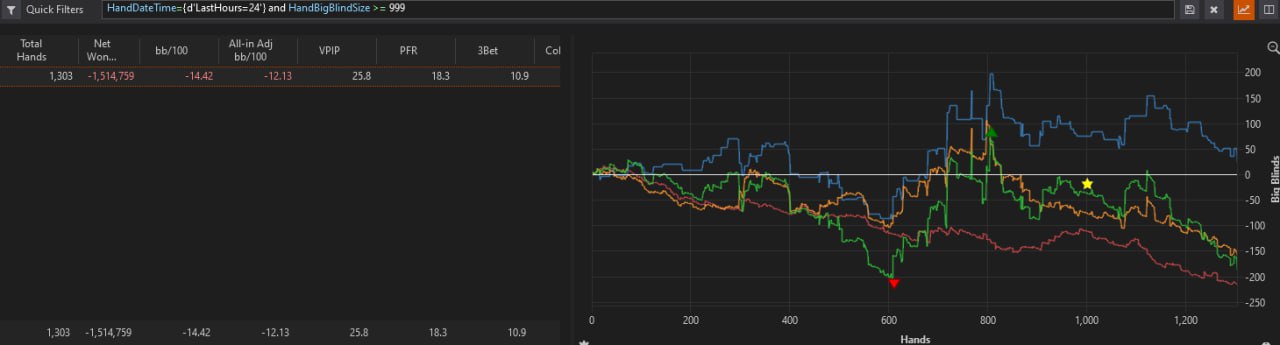 Quick Filters HandDateTime={d'LastHours=24'} and HandBigBlindSize >= 999
Total Hands Net Won... bb/100 All-in Adj bb/100 VPIP PFR 3Bet Col
1,303 -1,514,759 -14.42 -12.13 25.8 18.3 10.9
1,303 -1,514,759 -14.42 -12.13 25.8 18.3 10.9
200
150
100
50
0
-50
-100
-150
-200
-250
Big Blinds
0 200 400 600 800 1,000 1,200
Hands